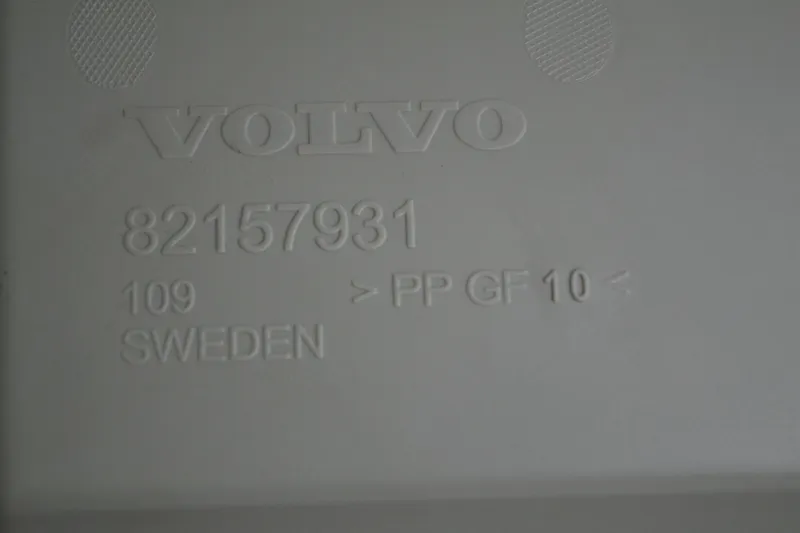 VOLVO
82157931
109 > PP GF 10 <
SWEDEN